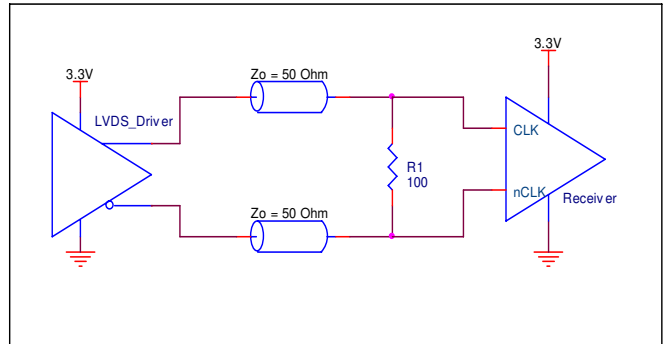 3.3V
LVDS_Driver
Zo = 50 Ohm
Zo = 50 Ohm
R1
100
3.3V
CLK
nCLK
Receiver